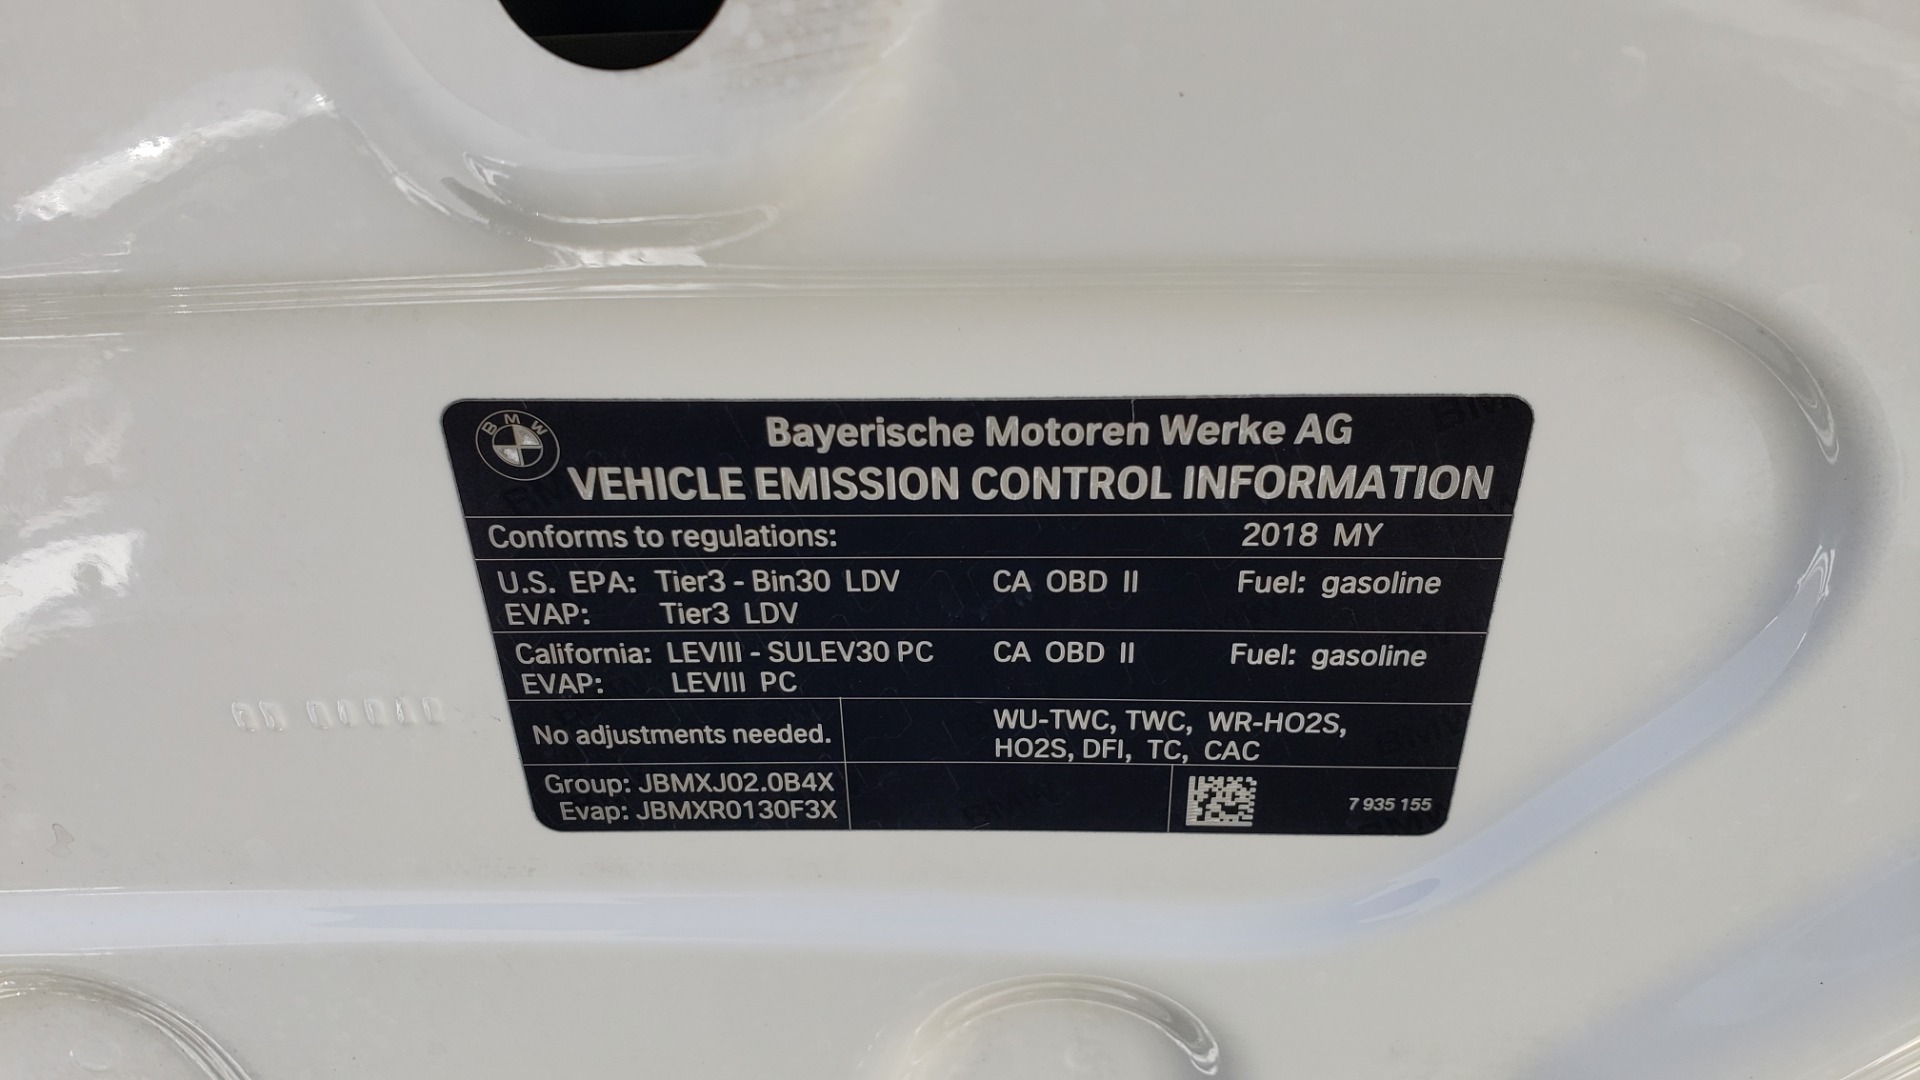 BMW
Bayerische Motoren Werke AG
VEHICLE EMISSION CONTROL INFORMATION
Conforms to regulations: 2018 MY
U.S. EPA: Tier3 - Bin30 LDV CA OBD II Fuel: gasoline
EVAP: Tier3 LDV
California: LEVIII - SULEV30 PC CA OBD II Fuel: gasoline
EVAP: LEVIII PC
No adjustments needed.
WU-TWC, TWC, WR-HO2S,
HO2S, DFI, TC, CAC
Group: JBMXJ02.0B4X
Evap: JBMXR0130F3X
7 935 155